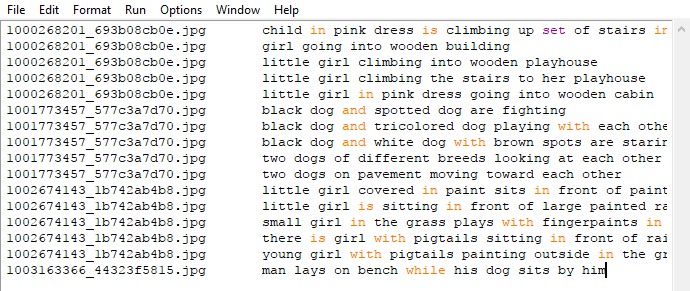 File Edit Format Run Options Window Help
1000268201_693b08cb0e.jpg child in pink dress is climbing up set of stairs in
1000268201_693b08cb0e.jpg girl going into wooden building
1000268201_693b08cb0e.jpg little girl climbing into wooden playhouse
1000268201_693b08cb0e.jpg little girl climbing the stairs to her playhouse
1000268201_693b08cb0e.jpg little girl in pink dress going into wooden cabin
1001773457_577c3a7d70.jpg black dog and spotted dog are fighting
1001773457_577c3a7d70.jpg black dog and tricolored dog playing with each othe
1001773457_577c3a7d70.jpg black dog and white dog with brown spots are starin
1001773457_577c3a7d70.jpg two dogs of different breeds looking at each other
1001773457_577c3a7d70.jpg two dogs on pavement moving toward each other
1002674143_1b742ab4b8.jpg little girl covered in paint sits in front of paint
1002674143_1b742ab4b8.jpg little girl is sitting in front of large painted ra
1002674143_1b742ab4b8.jpg small girl in the grass plays with fingerpaints in
1002674143_1b742ab4b8.jpg there is girl with pigtails sitting in front of rai
1002674143_1b742ab4b8.jpg young girl with pigtails painting outside in the gr
1003163366_44323f5815.jpg man lays on bench while his dog sits by him